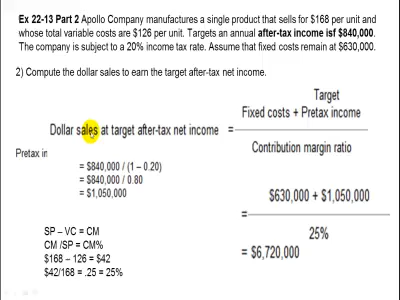 Ex 22-13 Part 2 Apollo Company manufactures a single product that sells for $168 per unit and
whose total variable costs are $126 per unit. Targets an annual after-tax income isf $840,000.
The company is subject to a 20% income tax rate. Assume that fixed costs remain at $630,000.
2) Compute the dollar sales to earn the target after-tax net income.
Target
Fixed costs + Pretax income
Dollar sales at target after-tax net income =
Contribution margin ratio
Pretax in
= $840,000 / (1 – 0.20)
= $840,000 / 0.80
= $1,050,000
$630,000 + $1,050,000
=
25%
= $6,720,000
SP – VC = CM
CM /SP = CM%
$168 – 126 = $42
$42/168 = .25 = 25%